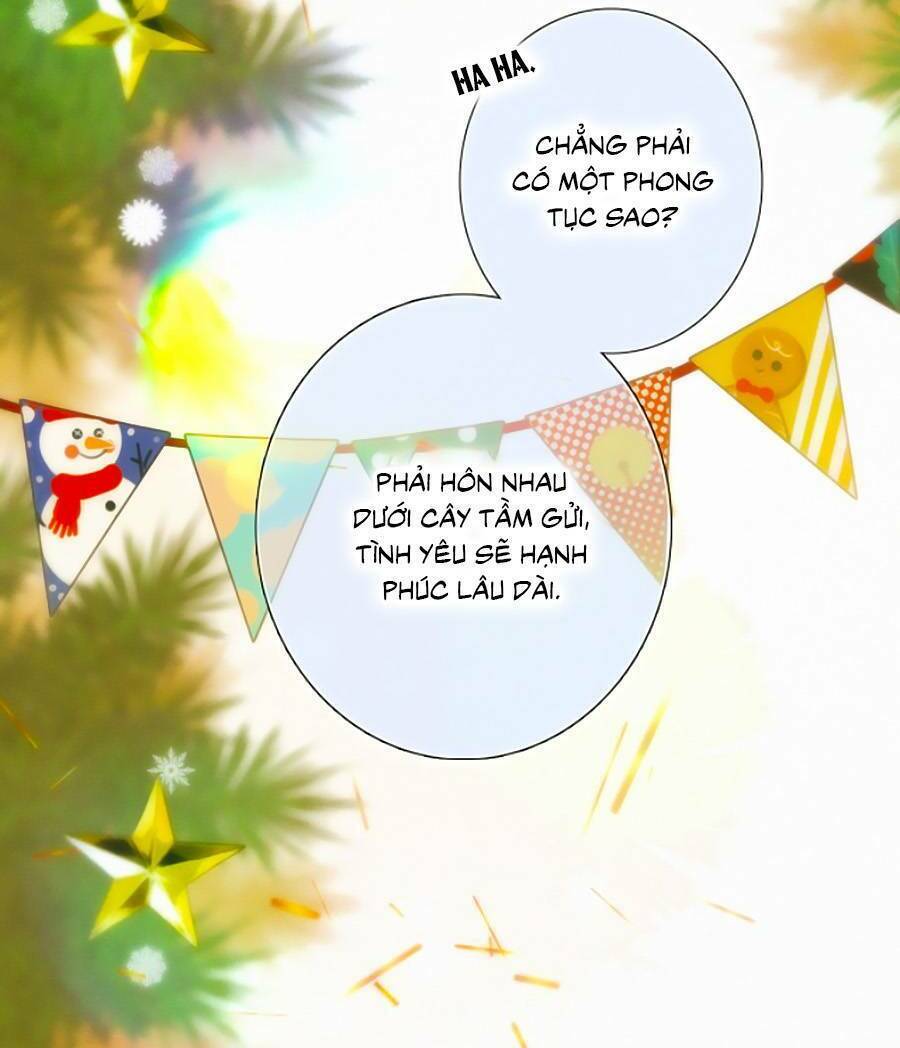 HA HA.
CHẲNG PHẢI
CÓ MỘT PHONG
TỤC SAO?
PHẢI HÔN NHAU
DƯỚI CÂY TẦM GỬI,
TÌNH YÊU SẼ HẠNH
PHÚC LÂU DÀI.